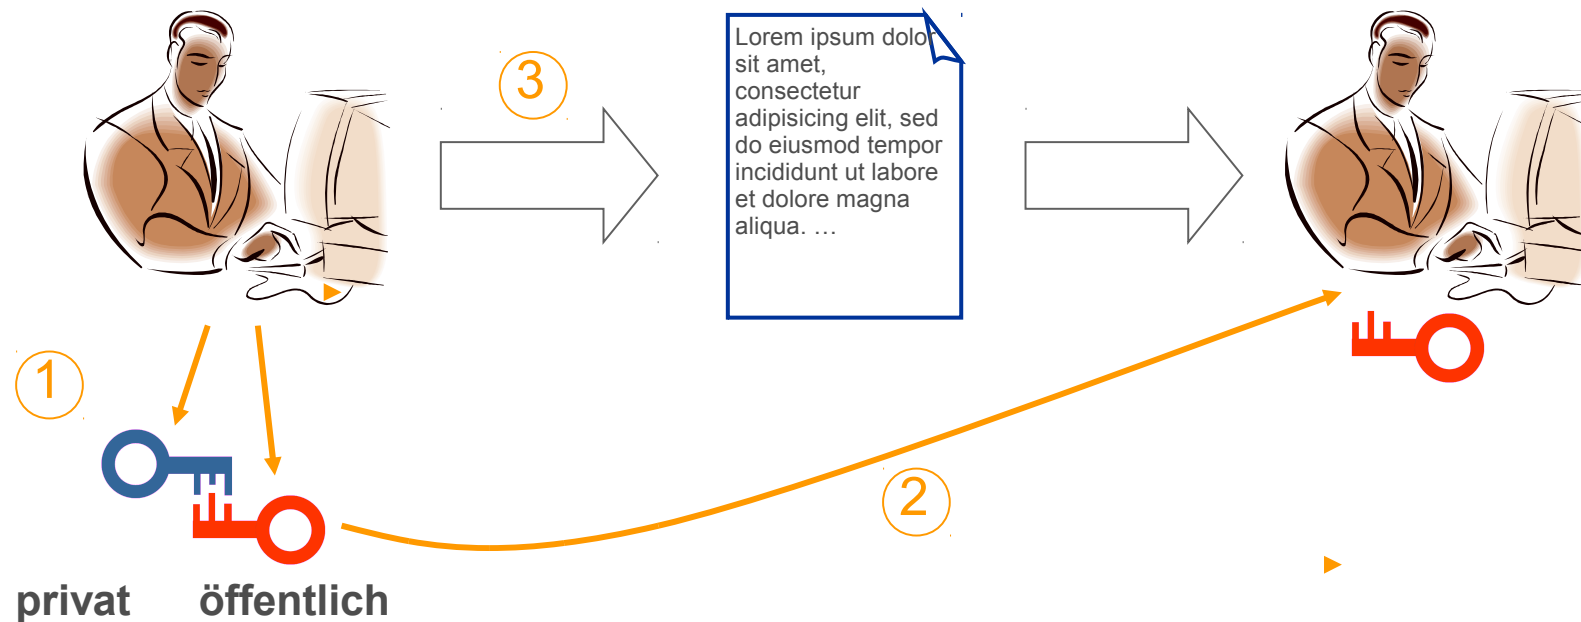 3
Lorem ipsum dolor
sit amet,
consectetur
adipisicing elit, sed
do eiusmod tempor
incididunt ut labore
et dolore magna
aliqua. …
1
2
privat öffentlich